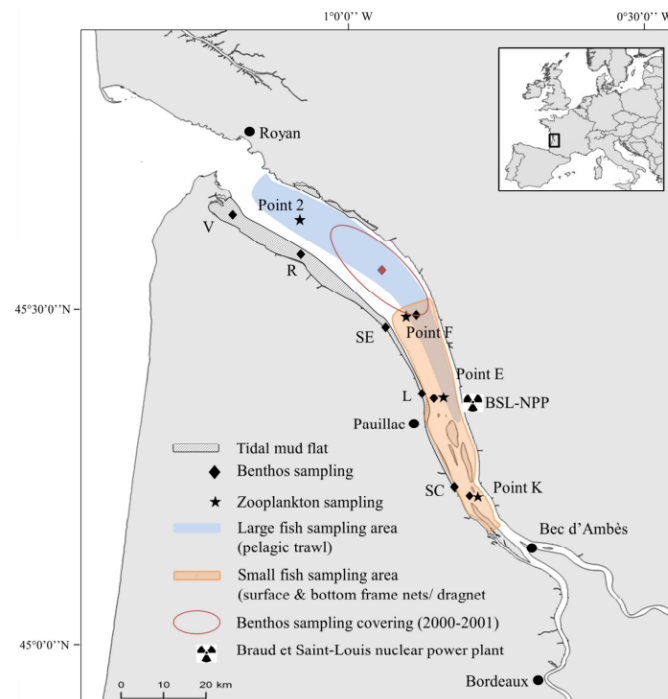 1°0'0'' W
0°30'0'' W
Royan
Point 2
V
R
45°30'0''N
SE
Point F
Point E
L
BSL-NPP
Pauillac
SC
Point K
Bec d'Ambès
Tidal mud flat
Benthos sampling
Zooplankton sampling
Large fish sampling area
(pelagic trawl)
Small fish sampling area
(surface & bottom frame nets/ dragnet
Benthos sampling covering (2000-2001)
Braud et Saint-Louis nuclear power plant
45°0'0''N
Bordeaux
0 10 20 km